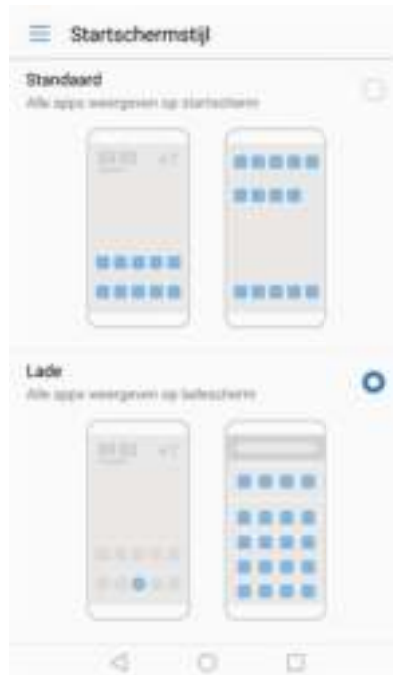 Startschermstijl
Standaard
Alle apps weergeven op startscherm
Lade
Alle apps weergeven op ladescherm